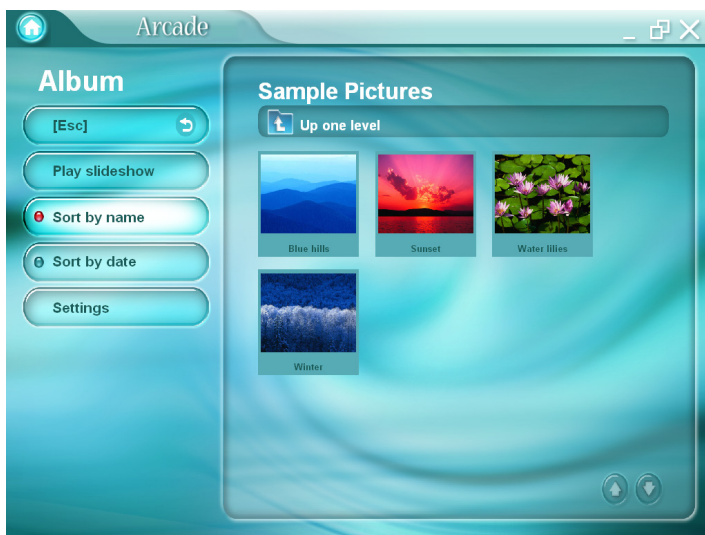 Arcade
Album
[Esc]
Play slideshow
Sort by name
Sort by date
Settings
Sample Pictures
Up one level
Blue hills
Sunset
Water lilies
Winter